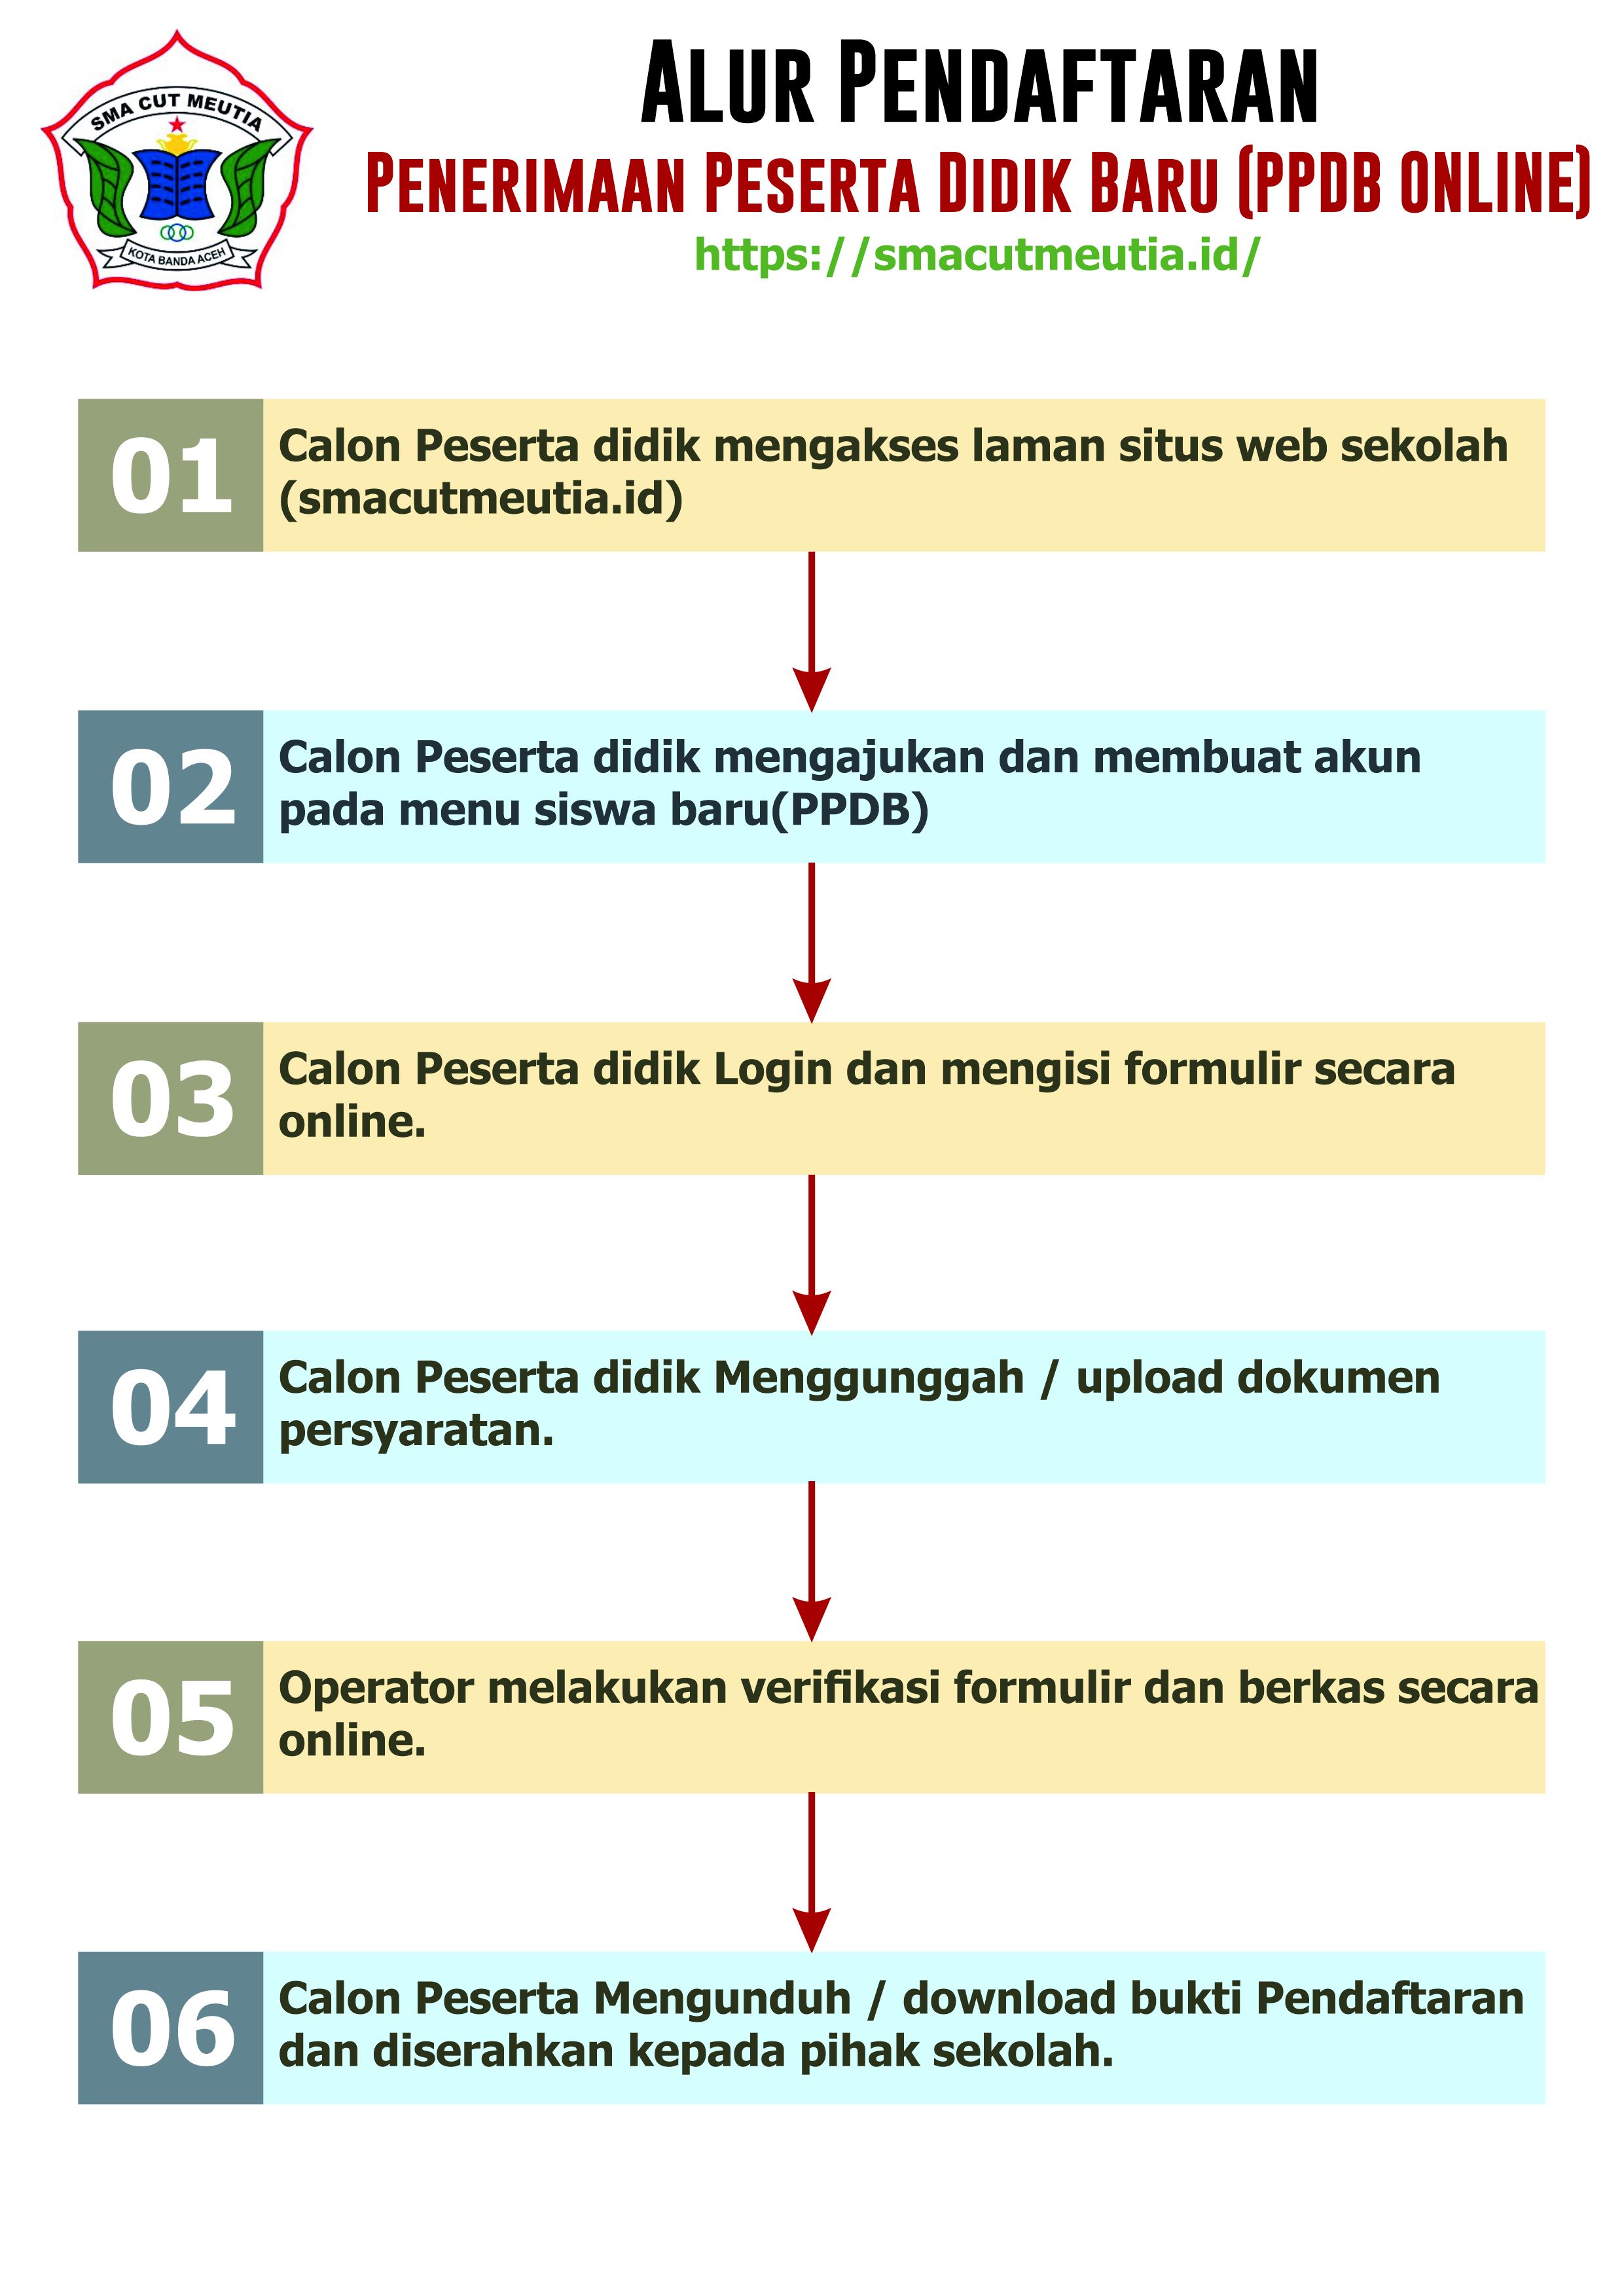 SMA CUT MEUTIA
KOTA BANDA ACEH
ALUR PENDAFTARAN
PENERIMAAN PESERTA DIDIK BARU (PPDB ONLINE)
https://smacutmeutia.id/
01
Calon Peserta didik mengakses laman situs web sekolah
(smacutmeutia.id)
02
Calon Peserta didik mengajukan dan membuat akun
pada menu siswa baru(PPDB)
03
Calon Peserta didik Login dan mengisi formulir secara
online.
04
Calon Peserta didik Menggunggah / upload dokumen
persyaratan.
05
Operator melakukan verifikasi formulir dan berkas secara
online.
06
Calon Peserta Mengunduh / download bukti Pendaftaran
dan diserahkan kepada pihak sekolah.